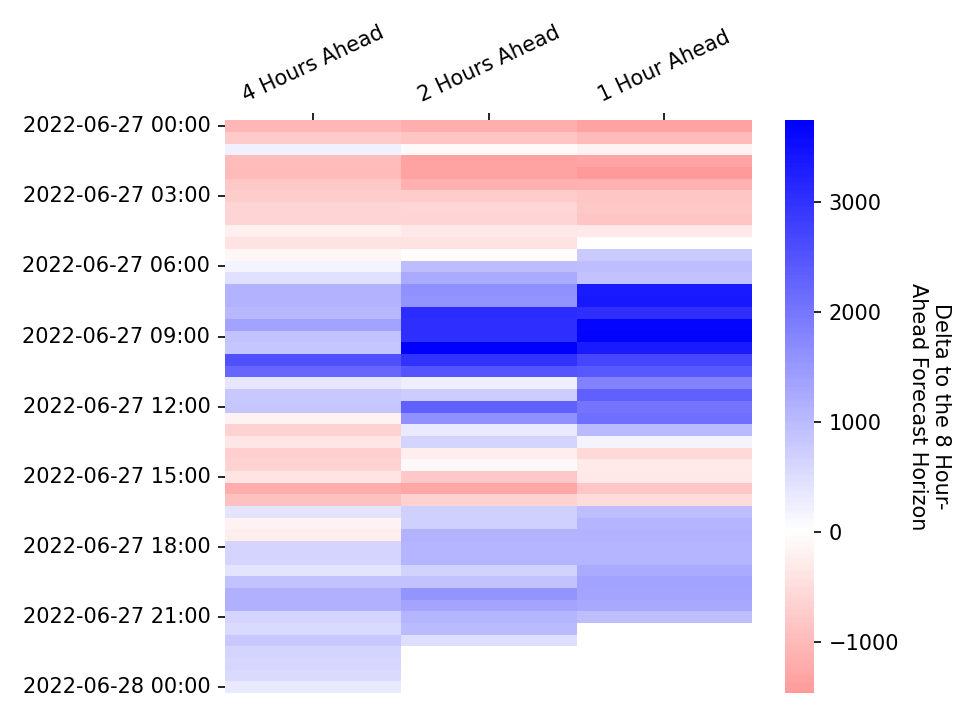 4 Hours Ahead
2 Hours Ahead
1 Hour Ahead
2022-06-27 00:00
2022-06-27 03:00
2022-06-27 06:00
2022-06-27 09:00
2022-06-27 12:00
2022-06-27 15:00
2022-06-27 18:00
2022-06-27 21:00
2022-06-28 00:00
3000
2000
1000
0
−1000
Delta to the 8 Hour-
Ahead Forecast Horizon